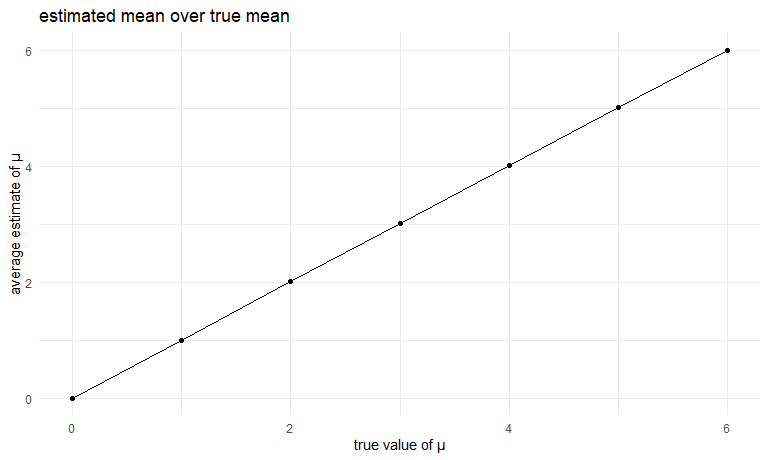 estimated mean over true mean
average estimate of µ
6
4
2
0
0 2 4 6
true value of µ